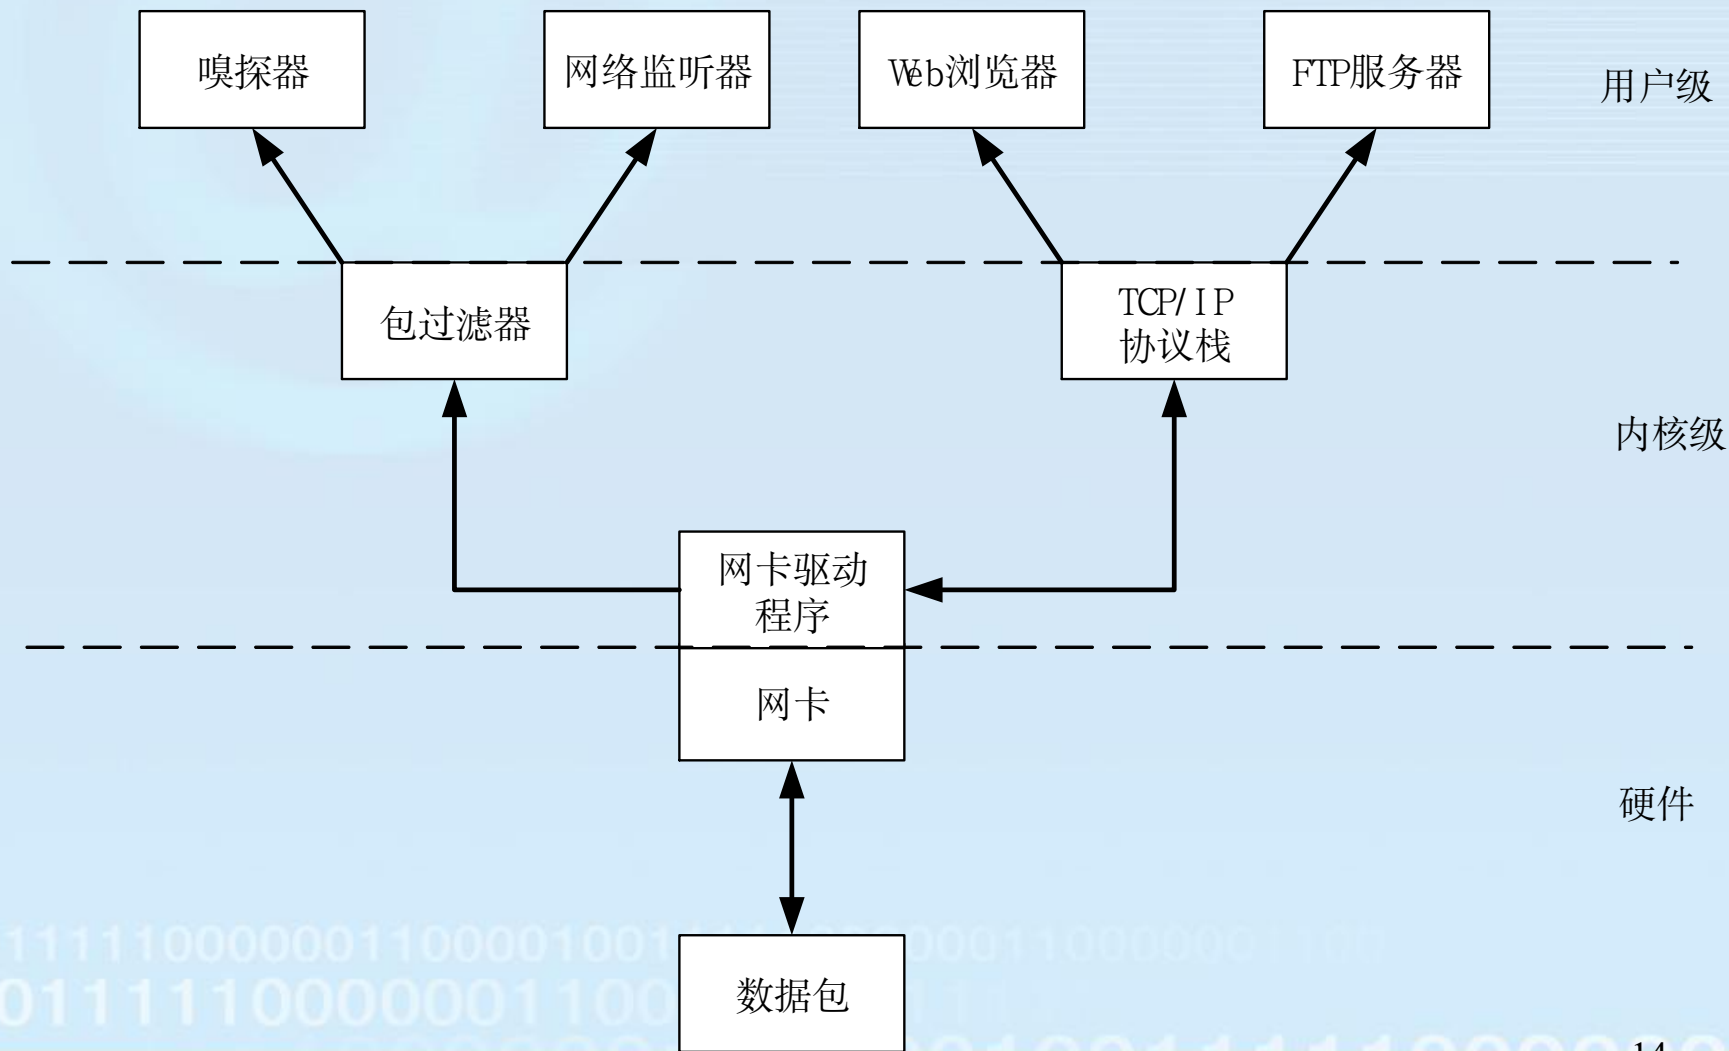 嗅探器
网络监听器
Web浏览器
FTP服务器
用户级
包过滤器
TCP/IP
协议栈
内核级
网卡驱动
程序
网卡
硬件
数据包
14